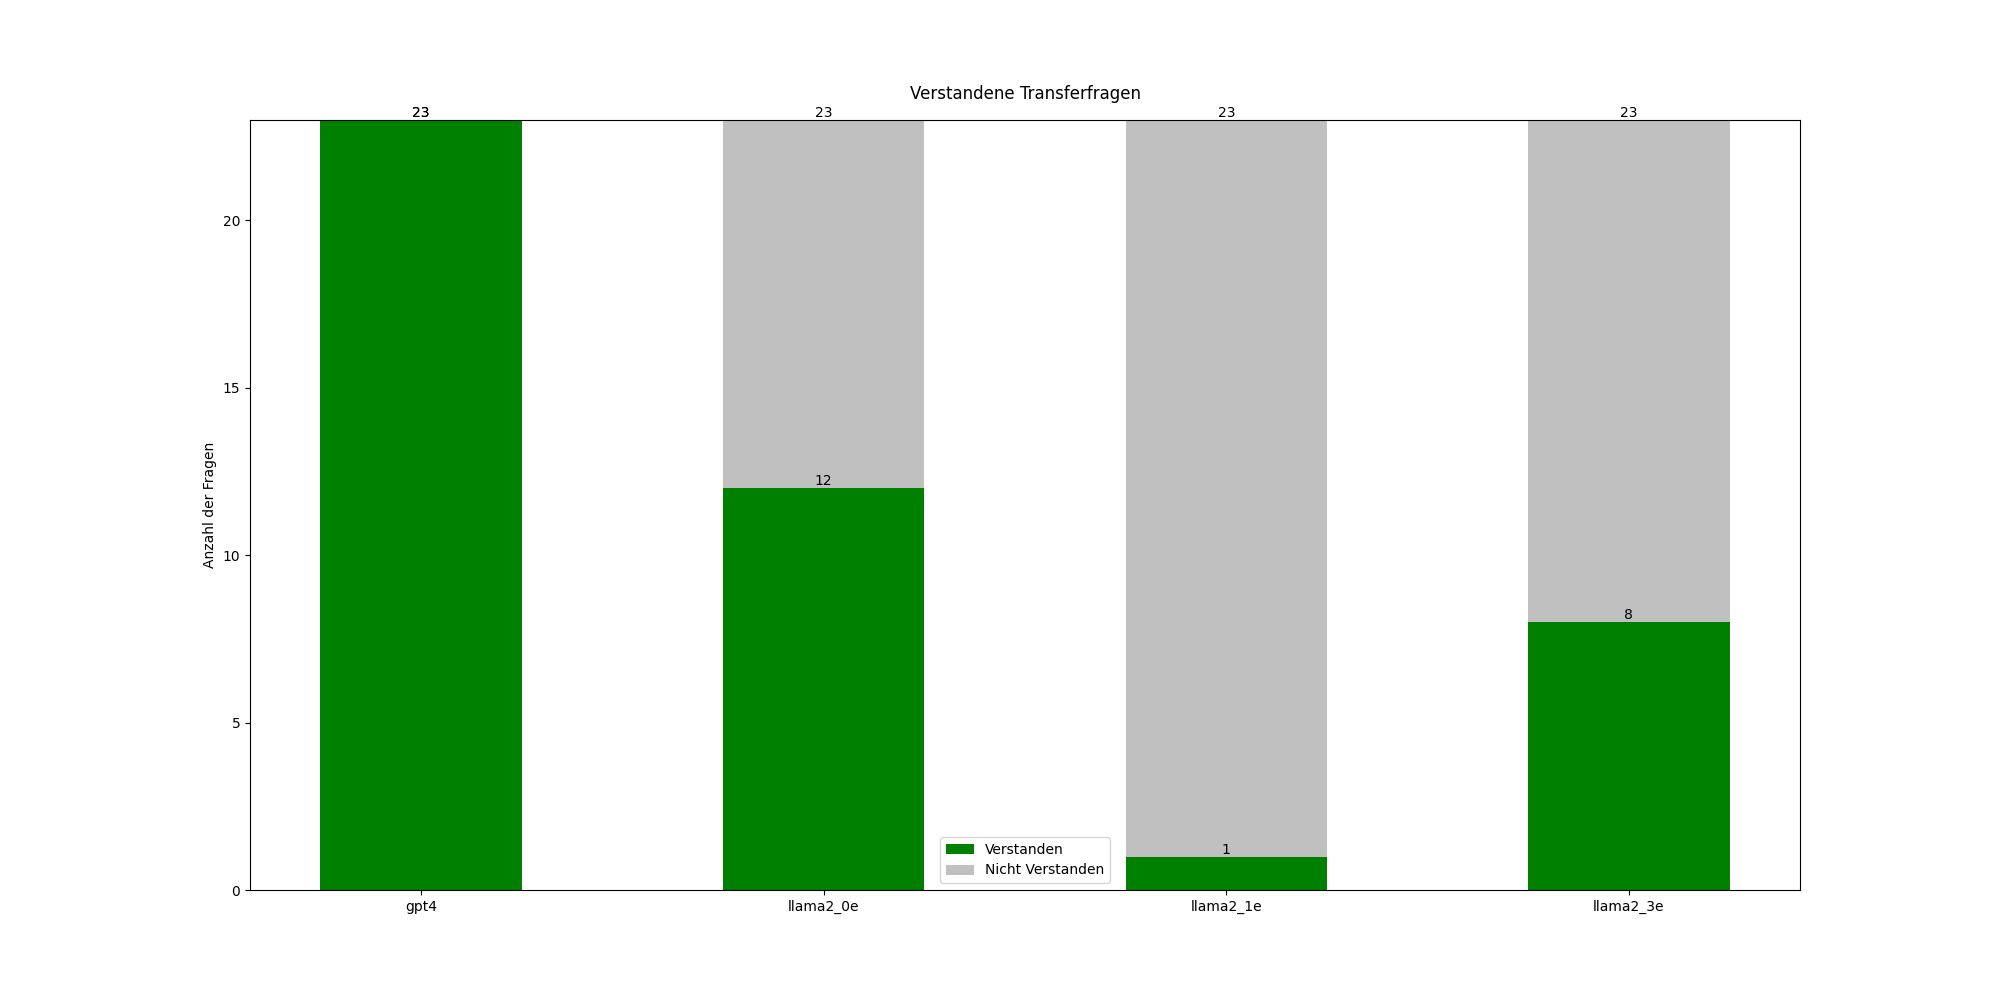 Verstandene Transferfragen
23 23 23 23
20
15
12
10
8
5
1
0
Anzahl der Fragen
Verstanden
Nicht Verstanden
gpt4 llama2_0e llama2_1e llama2_3e